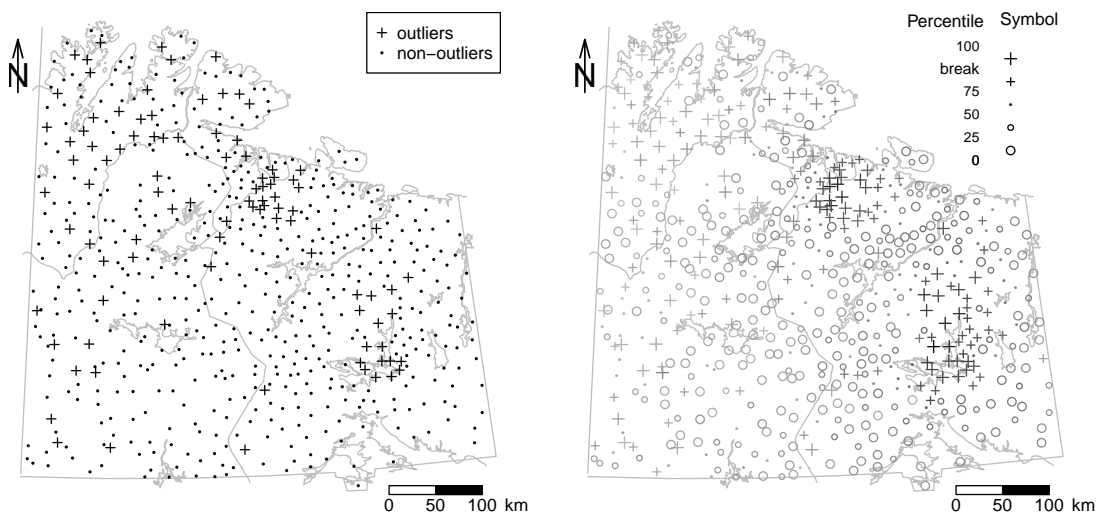 + outliers
• non−outliers
N
0 50 100 km
Percentile Symbol
100
break
75
50
25
0
N
0 50 100 km